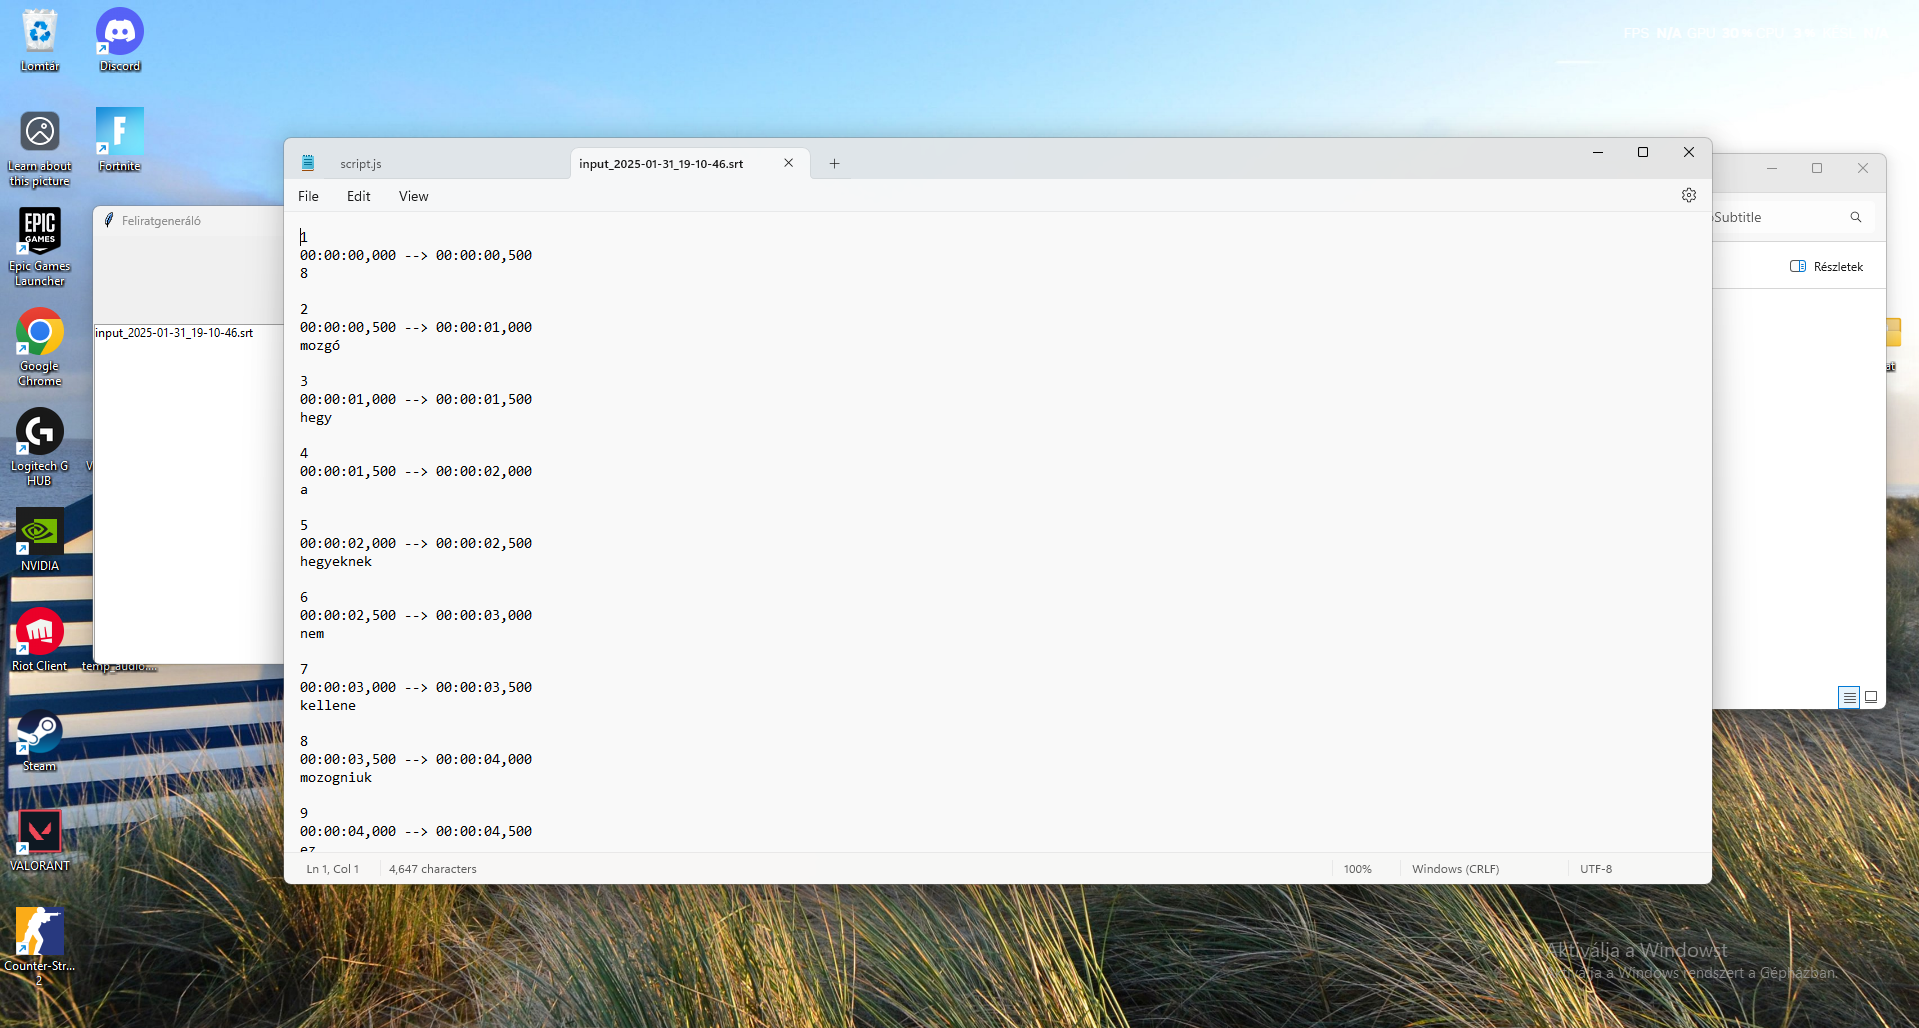 Lomtár
Discord
Learn about
this picture
Fortnite
EPIC
GAMES
Epic Games
Launcher
Google
Chrome
Logitech G
HUB
NVIDIA
Riot Client
temp_audio....
Steam
VALORANT
Counter-Str...
2
FPS N/A GPU
Feliratgeneráló
input_2025-01-31_19-10-46.srt
script.js
input_2025-01-31_19-10-46.srt
File Edit View
1
00:00:00,000 --> 00:00:00,500
8
2
00:00:00,500 --> 00:00:01,000
mozgó
3
00:00:01,000 --> 00:00:01,500
hegy
4
00:00:01,500 --> 00:00:02,000
a
5
00:00:02,000 --> 00:00:02,500
hegyeknek
6
00:00:02,500 --> 00:00:03,000
nem
7
00:00:03,000 --> 00:00:03,500
kellene
8
00:00:03,500 --> 00:00:04,000
mozogniuk
9
00:00:04,000 --> 00:00:04,500
ez
Ln 1, Col 1 4,647 characters 100% Windows (CRLF) UTF-8
Subtitle
Részletek
Aktiválja a Windowst
Aktiválja a Windows rendszert a Gépházban.